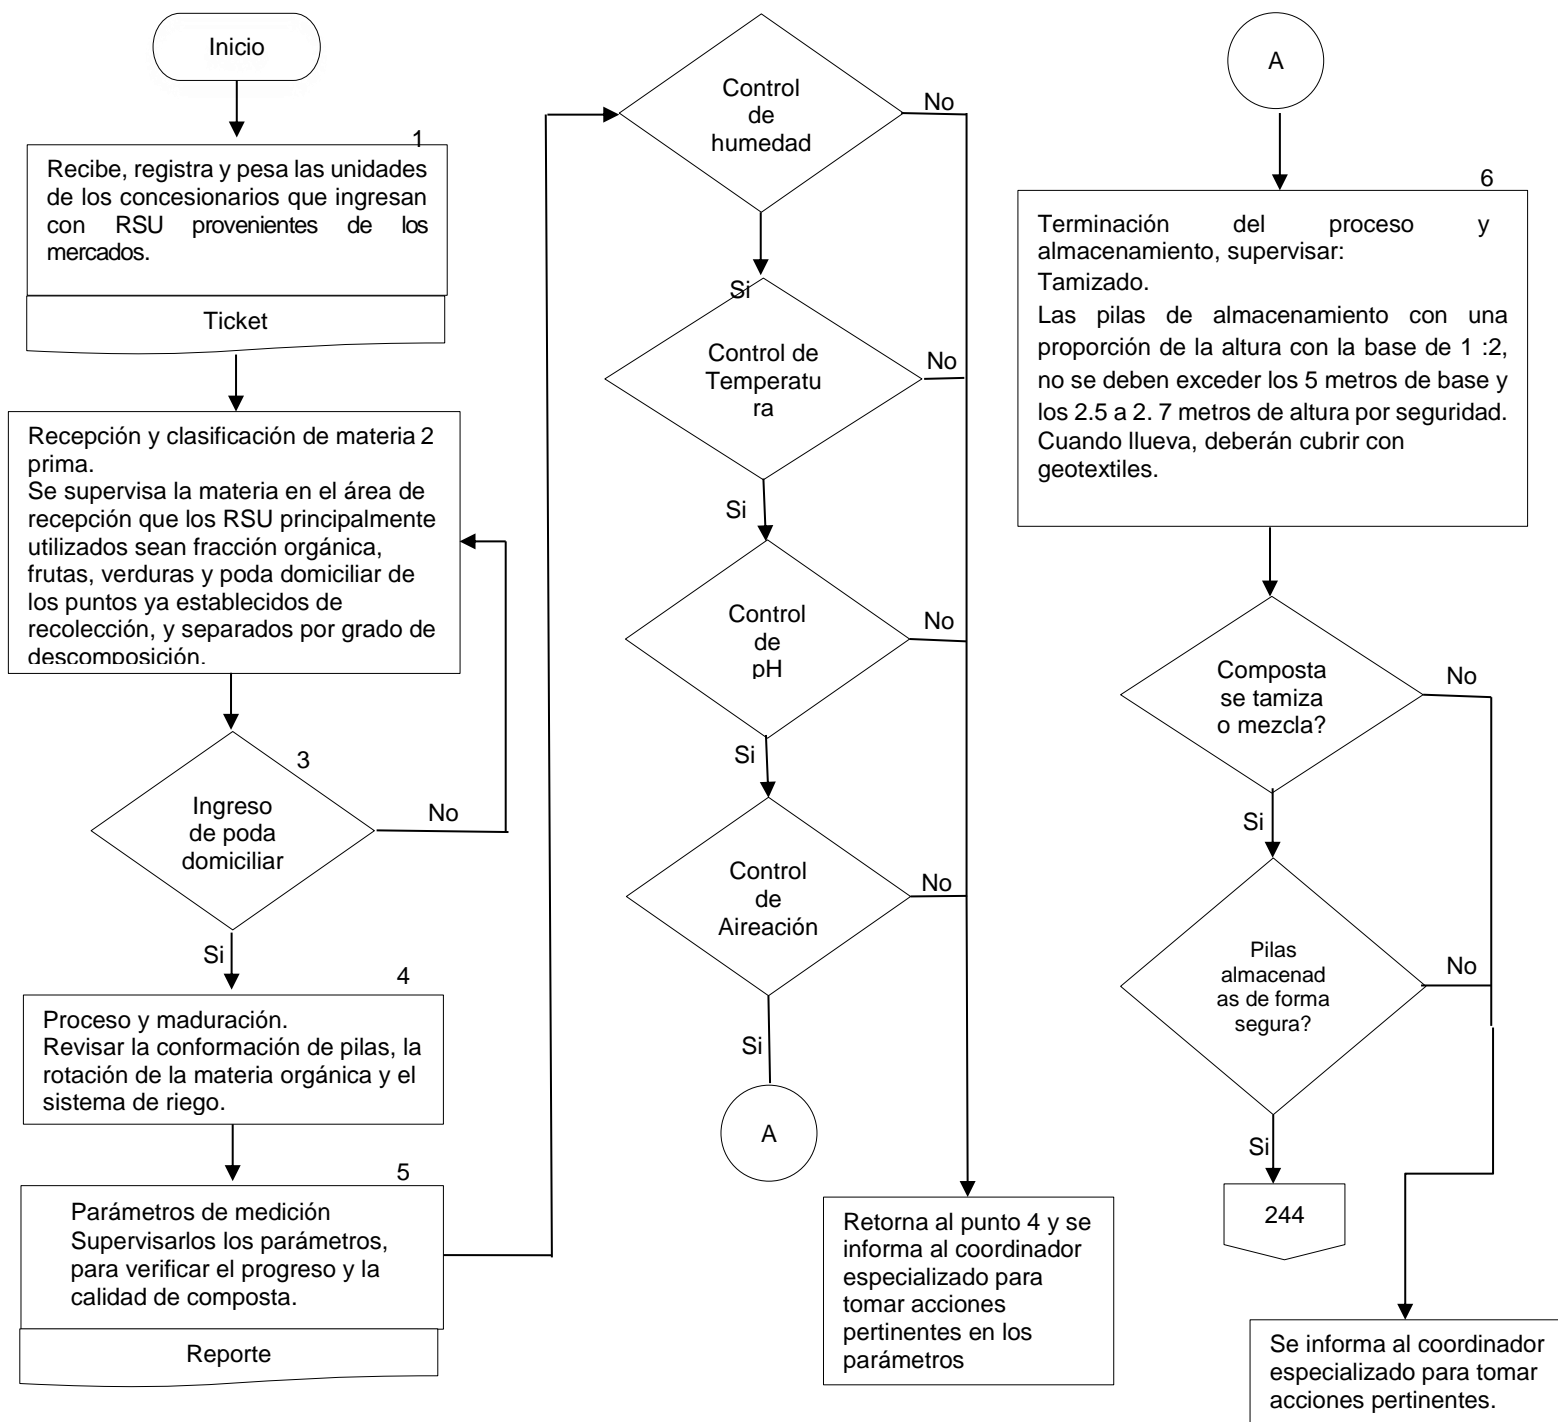 Inicio
1
Recibe, registra y pesa las unidades
de los concesionarios que ingresan
con RSU provenientes de los
mercados.
Ticket
Recepción y clasificación de materia 2
prima.
Se supervisa la materia en el área de
recepción que los RSU principalmente
utilizados sean fracción orgánica,
frutas, verduras y poda domiciliar de
los puntos ya establecidos de
recolección, y separados por grado de
descomposición.
3
Ingreso
de poda
domiciliar
No
Si
4
Proceso y maduración.
Revisar la conformación de pilas, la
rotación de la materia orgánica y el
sistema de riego.
5
Parámetros de medición
Supervisarlos los parámetros,
para verificar el progreso y la
calidad de composta.
Reporte
Control
de
humedad
No
Si
Control de
Temperatu
ra
No
Si
Control
de
pH
No
Si
Control
de
Aireación
No
Si
A
Retorna al punto 4 y se
informa al coordinador
especializado para
tomar acciones
pertinentes en los
parámetros
A
6
Terminación del proceso y
almacenamiento, supervisar:
Tamizado.
Las pilas de almacenamiento con una
proporción de la altura con la base de 1 :2,
no se deben exceder los 5 metros de base y
los 2.5 a 2. 7 metros de altura por seguridad.
Cuando llueva, deberán cubrir con
geotextiles.
Composta
se tamiza
o mezcla?
No
Si
Pilas
almacenad
as de forma
segura?
No
Si
244
Se informa al coordinador
especializado para tomar
acciones pertinentes.